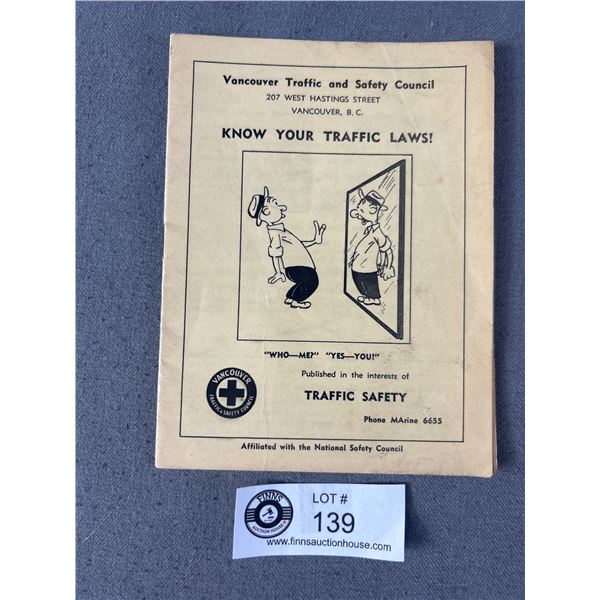 Vancouver Traffic and Safety Council
207 WEST HASTINGS STREET
VANCOUVER, B. C.
KNOW YOUR TRAFFIC LAWS!
"WHO—ME?" "YES—YOU!"
Published in the interests of
TRAFFIC SAFETY
Phone MArine 6655
VANCOUVER
TRAFFIC & SAFETY COUNCIL
Affiliated with the National Safety Council
FINNS
AUCTION HOUSE
LOT #
139
www.finnsauctionhouse.com